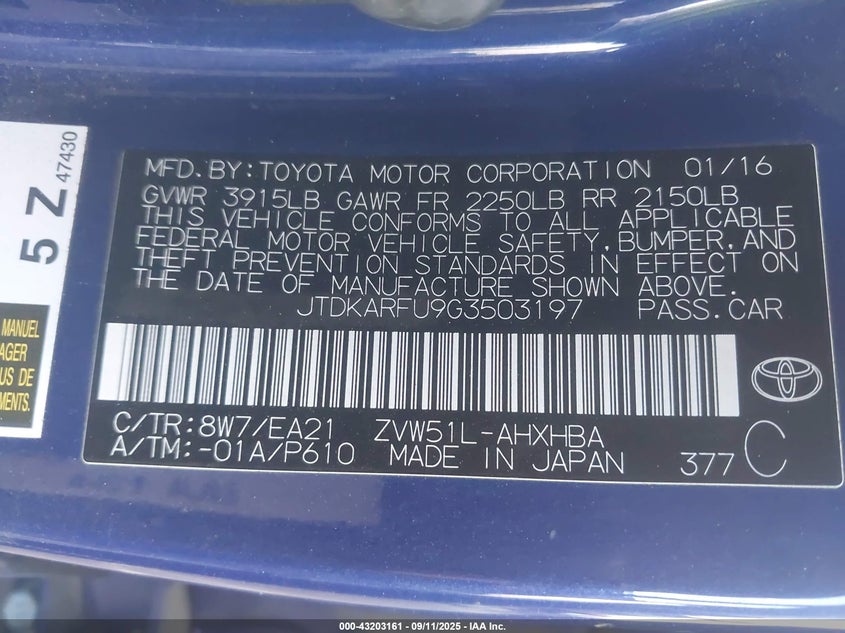 5 Z
47430
MANUEL
AGER
US DE
MENTS.
MFD.BY:TOYOTA MOTOR CORPORATION 01/16
GVWR 3915LB GAWR FR 2250LB RR 2150LB
THIS VEHICLE CONFORMS TO ALL APPLICABLE
FEDERAL MOTOR VEHICLE SAFETY,BUMPER,AND
THEFT PREVENTION STANDARDS IN EFFECT ON
THE DATE OF MANUFACTURE SHOWN ABOVE.
JTDKARFU9G3503197 PASS.CAR
C/TR:8W7/EA21 ZVW51L-AHXHBA
A/TM:-01A/P610 MADE IN JAPAN 377 C
000-43203161 - 09/11/2025 - IAA Inc.